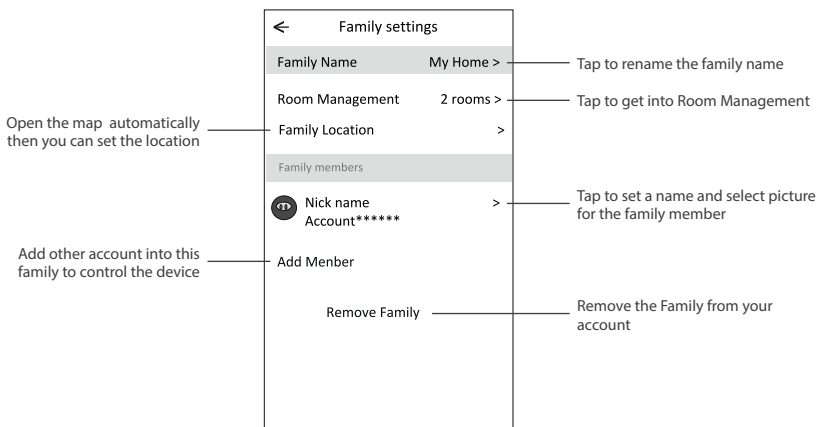 Family settings
Family Name My Home >
Tap to rename the family name
Room Management 2 rooms >
Tap to get into Room Management
Open the map automatically
then you can set the location
Family Location >
Family members
Nick name >
Account******
Tap to set a name and select picture
for the family member
Add other account into this
family to control the device
Add Menber
Remove Family
Remove the Family from your
account